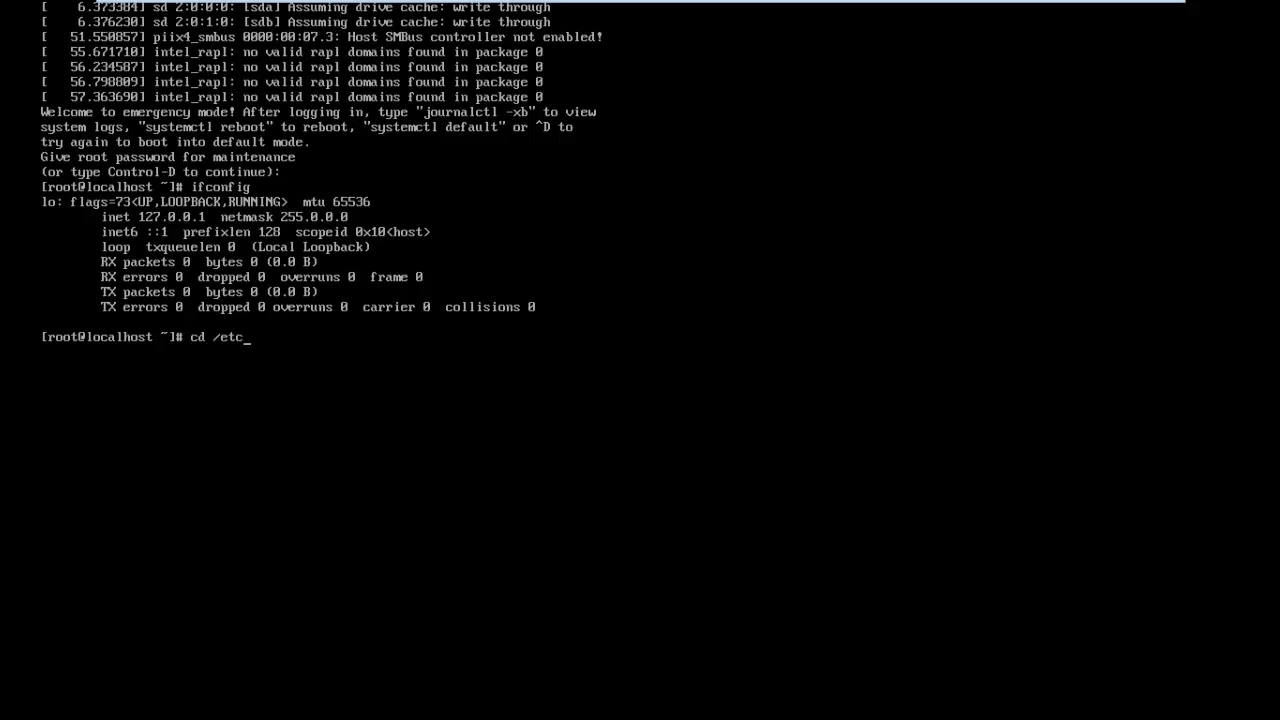 [    6.373384] sd 2:0:0:0: [sda] Assuming drive cache: write through
[    6.376230] sd 2:0:1:0: [sdb] Assuming drive cache: write through
[   51.550857] piix4_smbus 0000:00:07.3: Host SMBus controller not enabled!
[   55.671710] intel_rapl: no valid rapl domains found in package 0
[   56.234587] intel_rapl: no valid rapl domains found in package 0
[   56.798809] intel_rapl: no valid rapl domains found in package 0
[   57.363690] intel_rapl: no valid rapl domains found in package 0
Welcome to emergency mode! After logging in, type "journalctl -xb" to view
system logs, "systemctl reboot" to reboot, "systemctl default" or ^D to
try again to boot into default mode.
Give root password for maintenance
(or type Control-D to continue):
[root@localhost ~]# ifconfig
lo: flags=73<UP,LOOPBACK,RUNNING>  mtu 65536
        inet 127.0.0.1  netmask 255.0.0.0
        inet6 ::1  prefixlen 128  scopeid 0x10<host>
        loop  txqueuelen 0  (Local Loopback)
        RX packets 0  bytes 0 (0.0 B)
        RX errors 0  dropped 0  overruns 0  frame 0
        TX packets 0  bytes 0 (0.0 B)
        TX errors 0  dropped 0 overruns 0  carrier 0  collisions 0
[root@localhost ~]# cd /etc_